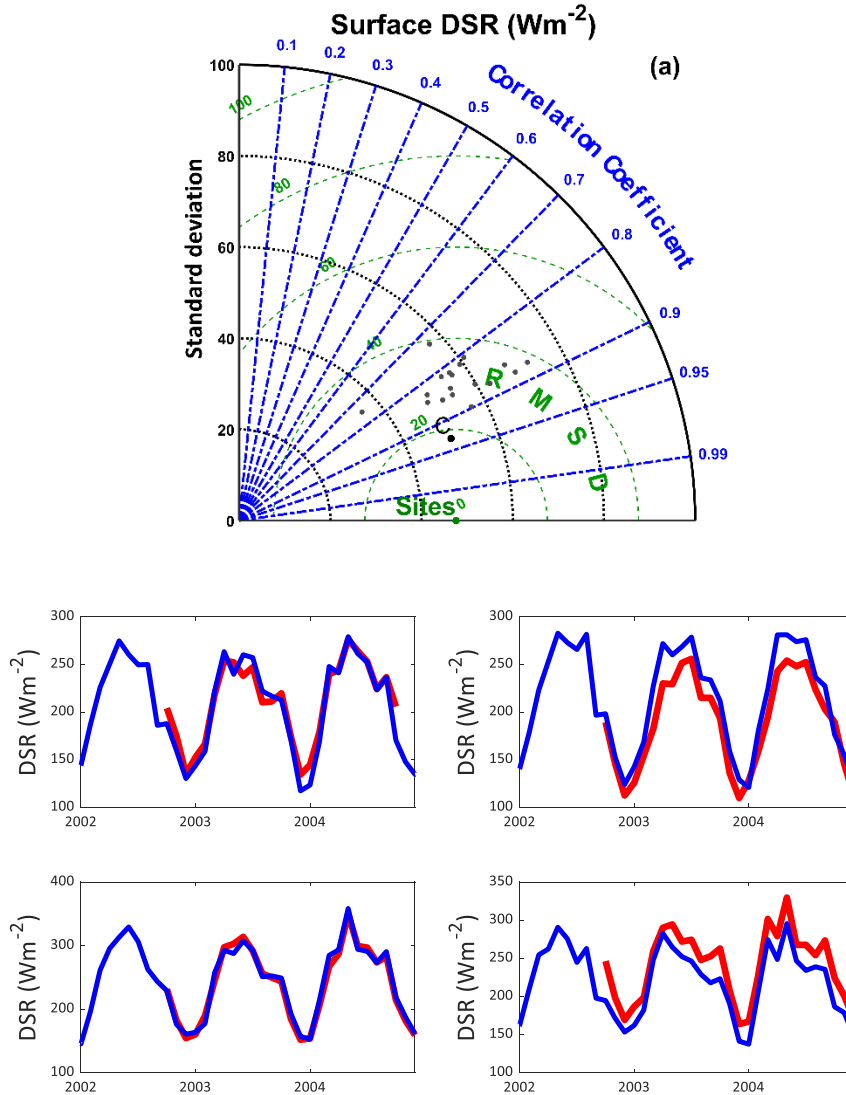 Surface DSR (Wm-2)
(a)
Correlation Coefficient
Standard deviation
0.1
0.2
0.3
0.4
0.5
0.6
0.7
0.8
0.9
0.95
0.99
100
80
60
40
20
0
100
80
60
40
20
0
R M S D
C
Sites
DSR (Wm-2)
300
250
200
150
100
2002 2003 2004
DSR (Wm-2)
300
250
200
150
100
2002 2003 2004
DSR (Wm-2)
400
300
200
100
2002 2003 2004
DSR (Wm-2)
350
300
250
200
150
100
2002 2003 2004